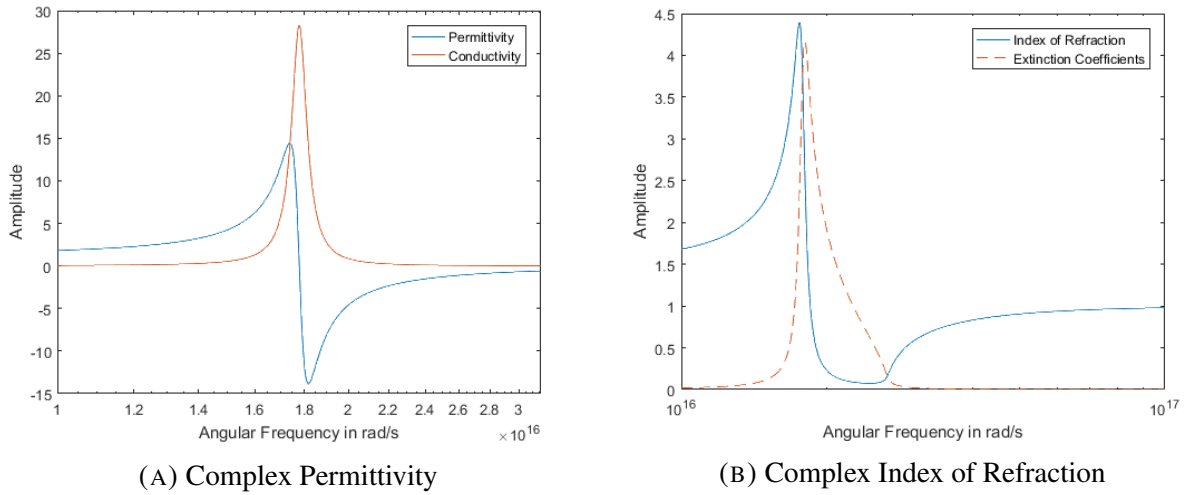 30
25
20
15
10
5
0
-5
-10
-15
Amplitude
Permittivity
Conductivity
1 1.2 1.4 1.6 1.8 2 2.2 2.4 2.6 2.8 3
Angular Frequency in rad/s
× 10^16
(A) Complex Permittivity
4.5
4
3.5
3
2.5
2
1.5
1
0.5
0
Amplitude
Index of Refraction
Extinction Coefficients
10^16 10^17
Angular Frequency in rad/s
(B) Complex Index of Refraction